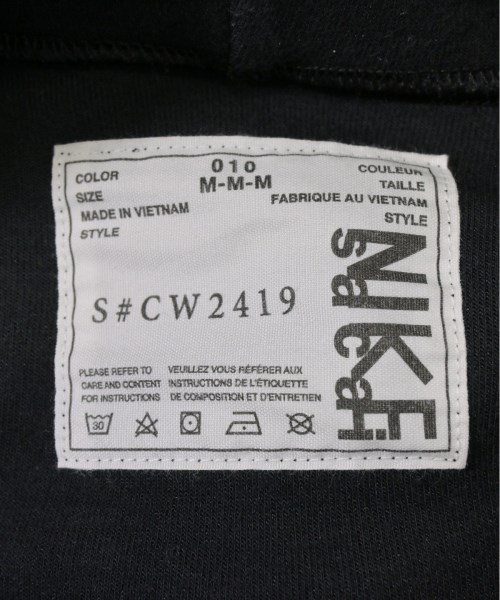 COLOR 010 COULEUR
SIZE M-M-M TAILLE
MADE IN VIETNAM FABRIQUE AU VIETNAM
STYLE STYLE
S#CW2419
PLEASE REFER TO VEUILLEZ VOUS RÉFÉRER AUX
CARE AND CONTENT INSTRUCTIONS DE L'ÉTIQUETTE
FOR INSTRUCTIONS DE COMPOSITION ET D'ENTRETIEN
30
NIKE
sacai